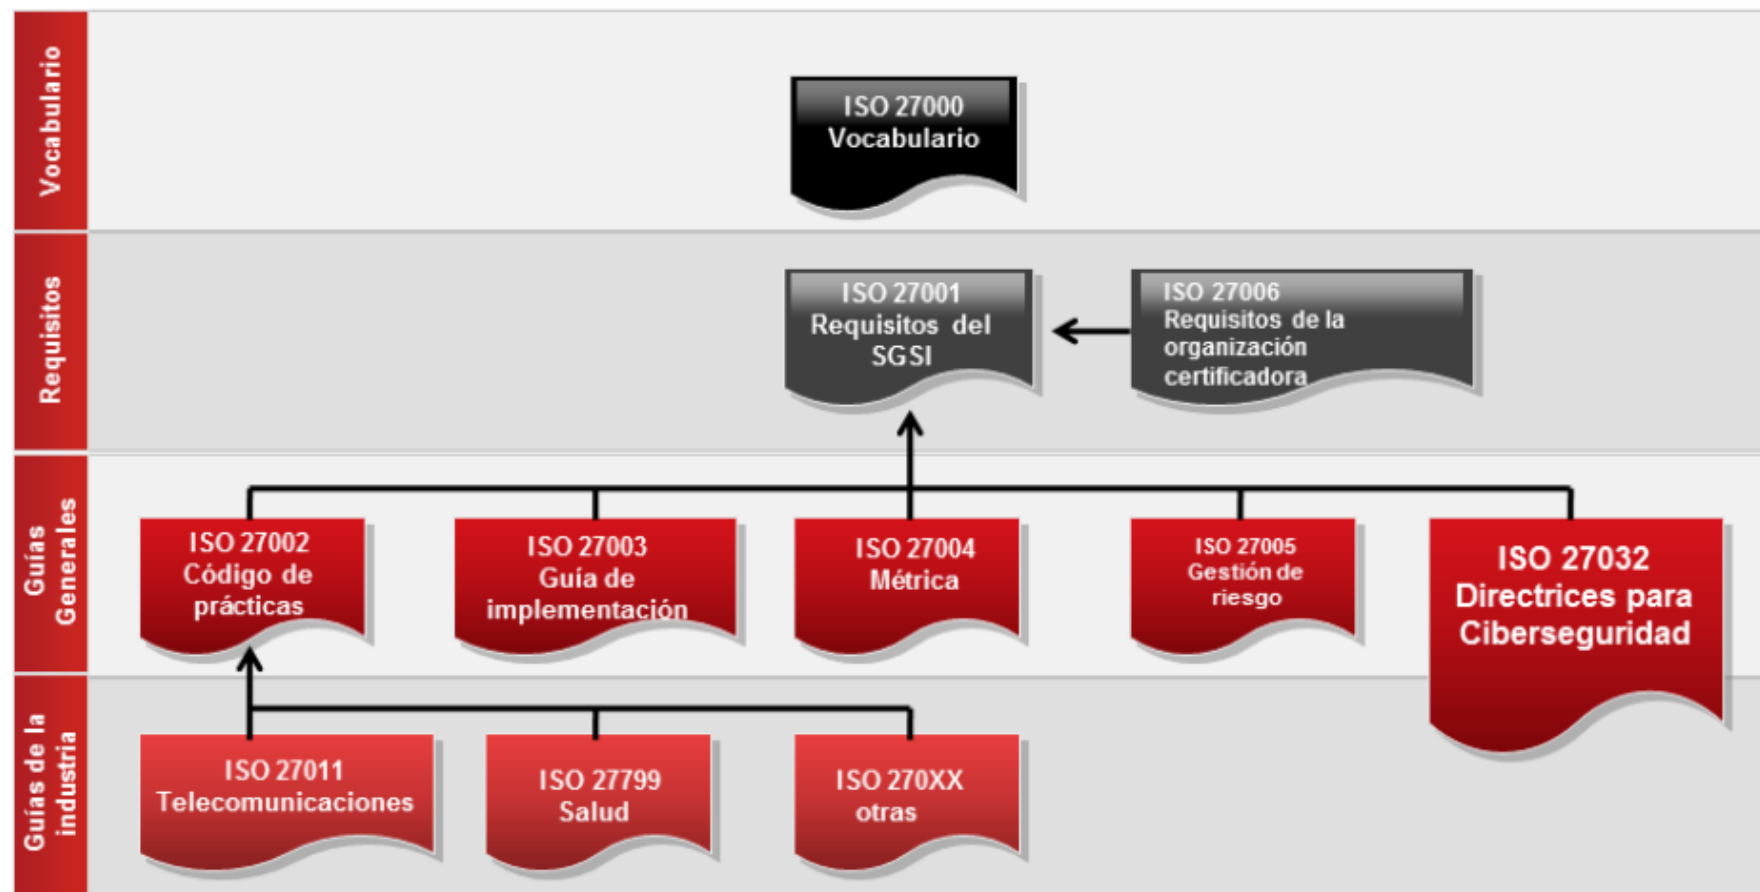 Vocabulario
ISO 27000
Vocabulario
Requisitos
ISO 27001
Requisitos del
SGSI
ISO 27006
Requisitos de la
organización
certificadora
Guías
Generales
ISO 27002
Código de
prácticas
ISO 27003
Guía de
implementación
ISO 27004
Métrica
ISO 27005
Gestión de
riesgo
ISO 27032
Directrices para
Ciberseguridad
Guías de la
industria
ISO 27011
Telecomunicaciones
ISO 27799
Salud
ISO 270XX
otras